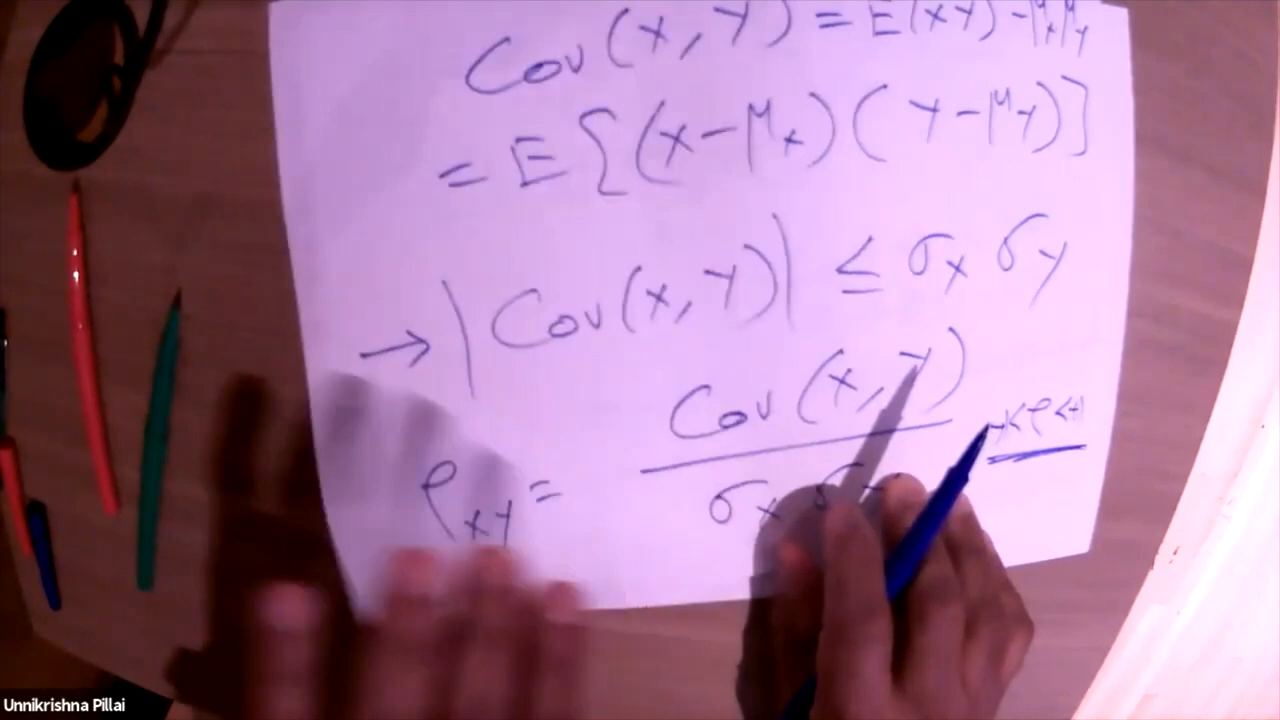 Cov(X, Y) = E(XY) - μxμy
= E{(X-μx)(Y-μy)]
→ |Cov(X, Y)| ≤ σx σy
ρxy = Cov(X, Y) / σx σy -1<ρ<+1
Unnikrishna Pillai